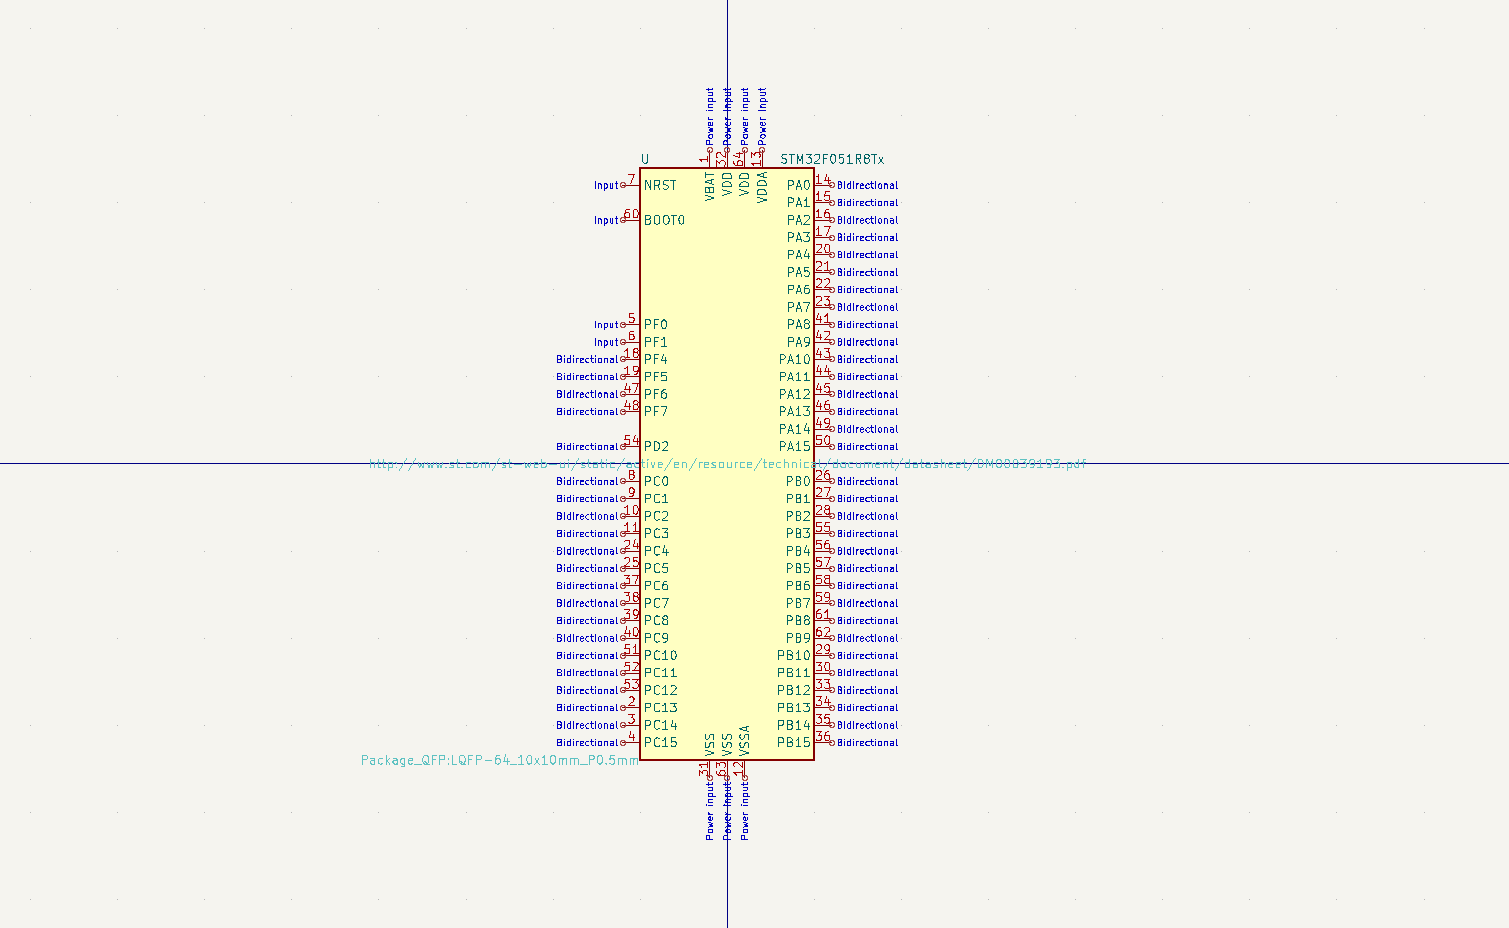 Power Input Power Input Power Input Power Input
1 32 64 13
U STM32F051R8Tx
VBAT VDD VDD VDDA
Input 7 NRST PA0 14 Bidirectional
PA1 15 Bidirectional
Input 60 BOOT0 PA2 16 Bidirectional
PA3 17 Bidirectional
PA4 20 Bidirectional
PA5 21 Bidirectional
PA6 22 Bidirectional
PA7 23 Bidirectional
Input 5 PF0 PA8 41 Bidirectional
Input 6 PF1 PA9 42 Bidirectional
Bidirectional 18 PF4 PA10 43 Bidirectional
Bidirectional 19 PF5 PA11 44 Bidirectional
Bidirectional 47 PF6 PA12 45 Bidirectional
Bidirectional 48 PF7 PA13 46 Bidirectional
PA14 49 Bidirectional
Bidirectional 54 PD2 PA15 50 Bidirectional
http://www.st.com/st-web-ui/static/active/en/resource/technical/document/datasheet/DM00039193.pdf
Bidirectional 8 PC0 PB0 26 Bidirectional
Bidirectional 9 PC1 PB1 27 Bidirectional
Bidirectional 10 PC2 PB2 28 Bidirectional
Bidirectional 11 PC3 PB3 55 Bidirectional
Bidirectional 24 PC4 PB4 56 Bidirectional
Bidirectional 25 PC5 PB5 57 Bidirectional
Bidirectional 37 PC6 PB6 58 Bidirectional
Bidirectional 38 PC7 PB7 59 Bidirectional
Bidirectional 39 PC8 PB8 61 Bidirectional
Bidirectional 40 PC9 PB9 62 Bidirectional
Bidirectional 51 PC10 PB10 29 Bidirectional
Bidirectional 52 PC11 PB11 30 Bidirectional
Bidirectional 53 PC12 PB12 33 Bidirectional
Bidirectional 2 PC13 PB13 34 Bidirectional
Bidirectional 3 PC14 PB14 35 Bidirectional
Bidirectional 4 PC15 PB15 36 Bidirectional
VSS VSS VSSA
Package_QFP:LQFP-64_10x10mm_P0.5mm
31 63 12
Power Input Power Input Power Input